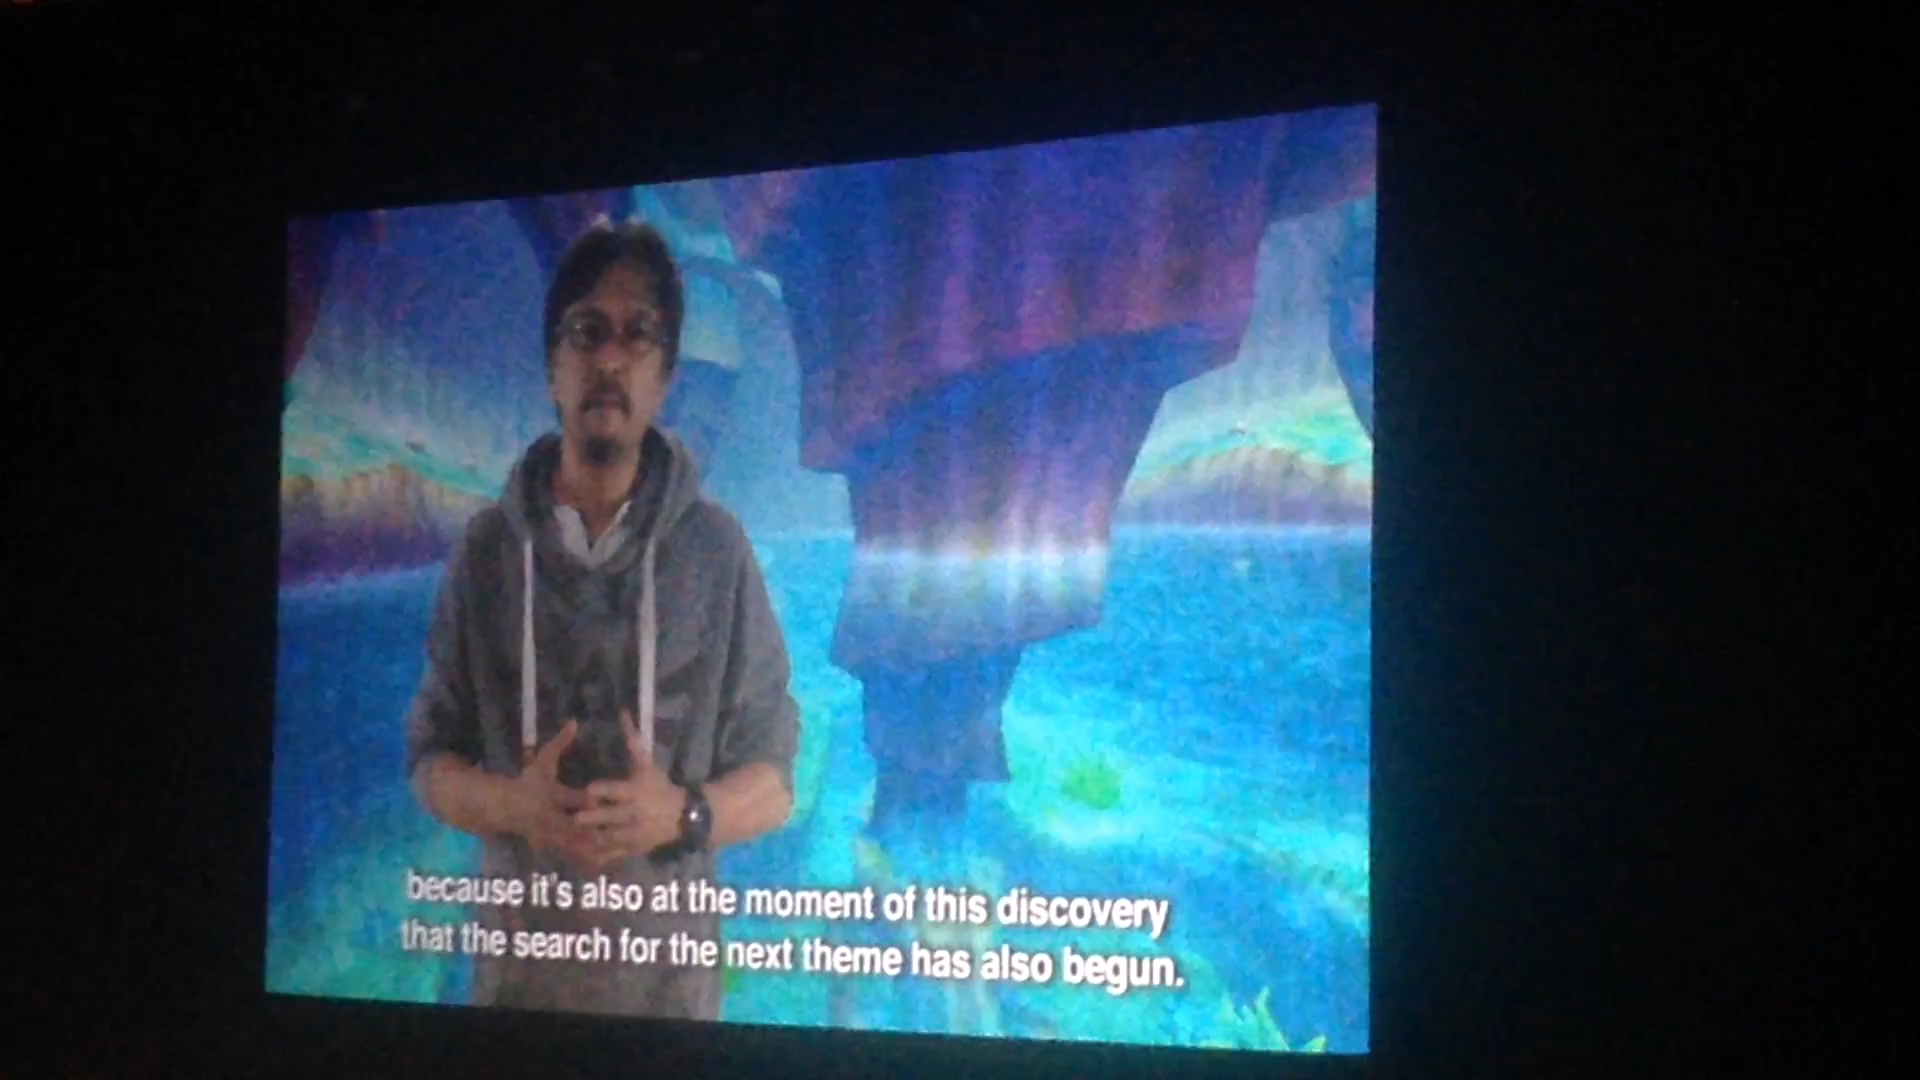 because it's also at the moment of this discovery
that the search for the next theme has also begun.